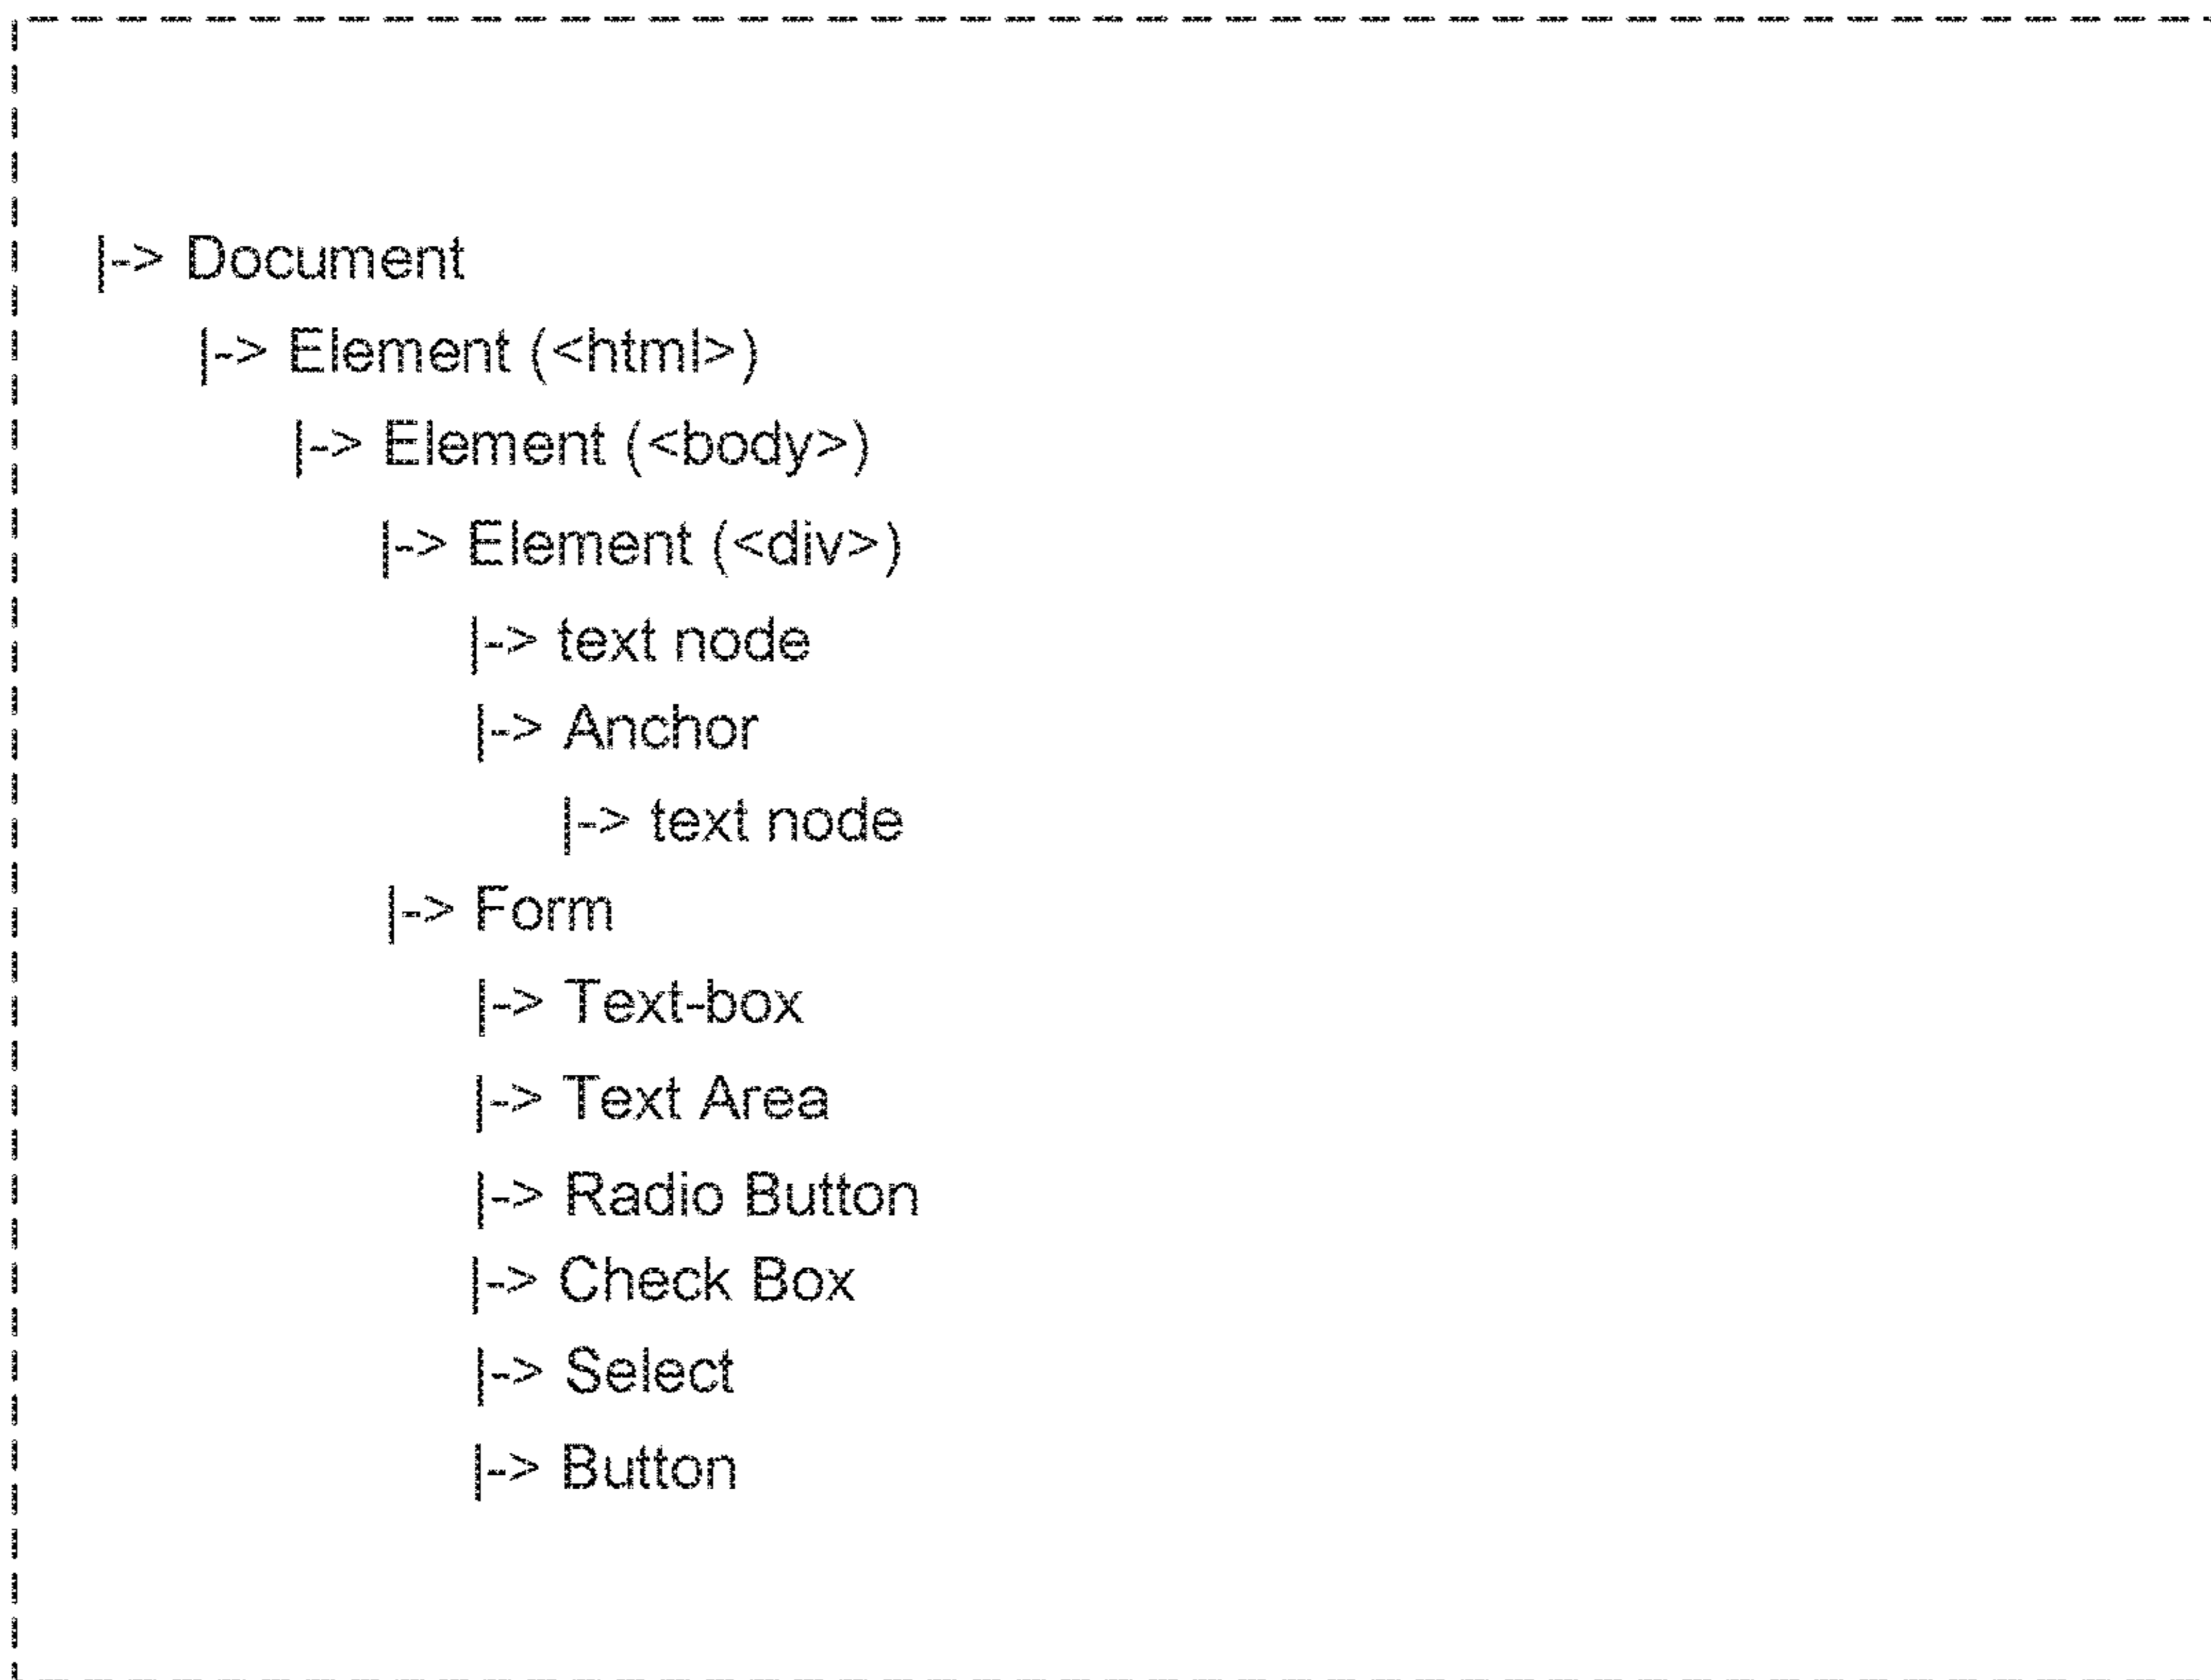 |-> Document
|-> Element (<html>)
|-> Element (<body>)
|-> Element (<div>)
|-> text node
|-> Anchor
|-> text node
|-> Form
|-> Text-box
|-> Text Area
|-> Radio Button
|-> Check Box
|-> Select
|-> Button